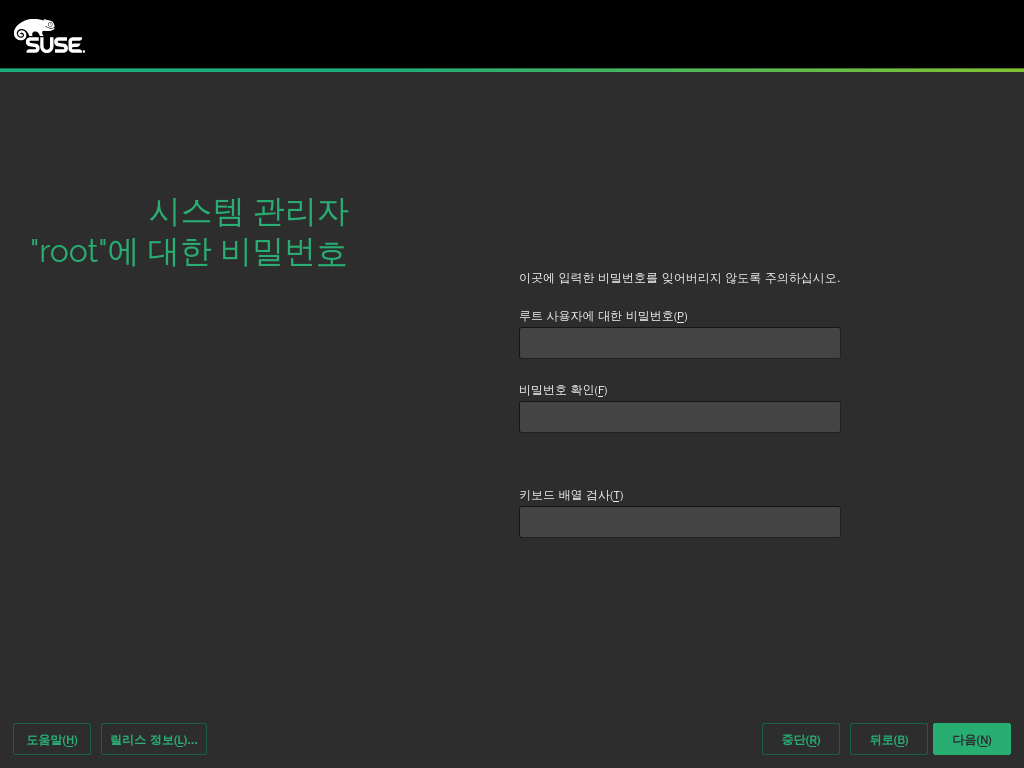 SUSE.
시스템 관리자
"root"에 대한 비밀번호
이곳에 입력한 비밀번호를 잊어버리지 않도록 주의하십시오.
루트 사용자에 대한 비밀번호(P)
비밀번호 확인(F)
키보드 배열 검사(T)
도움말(H)
릴리스 정보(L)...
중단(R)
뒤로(B)
다음(N)